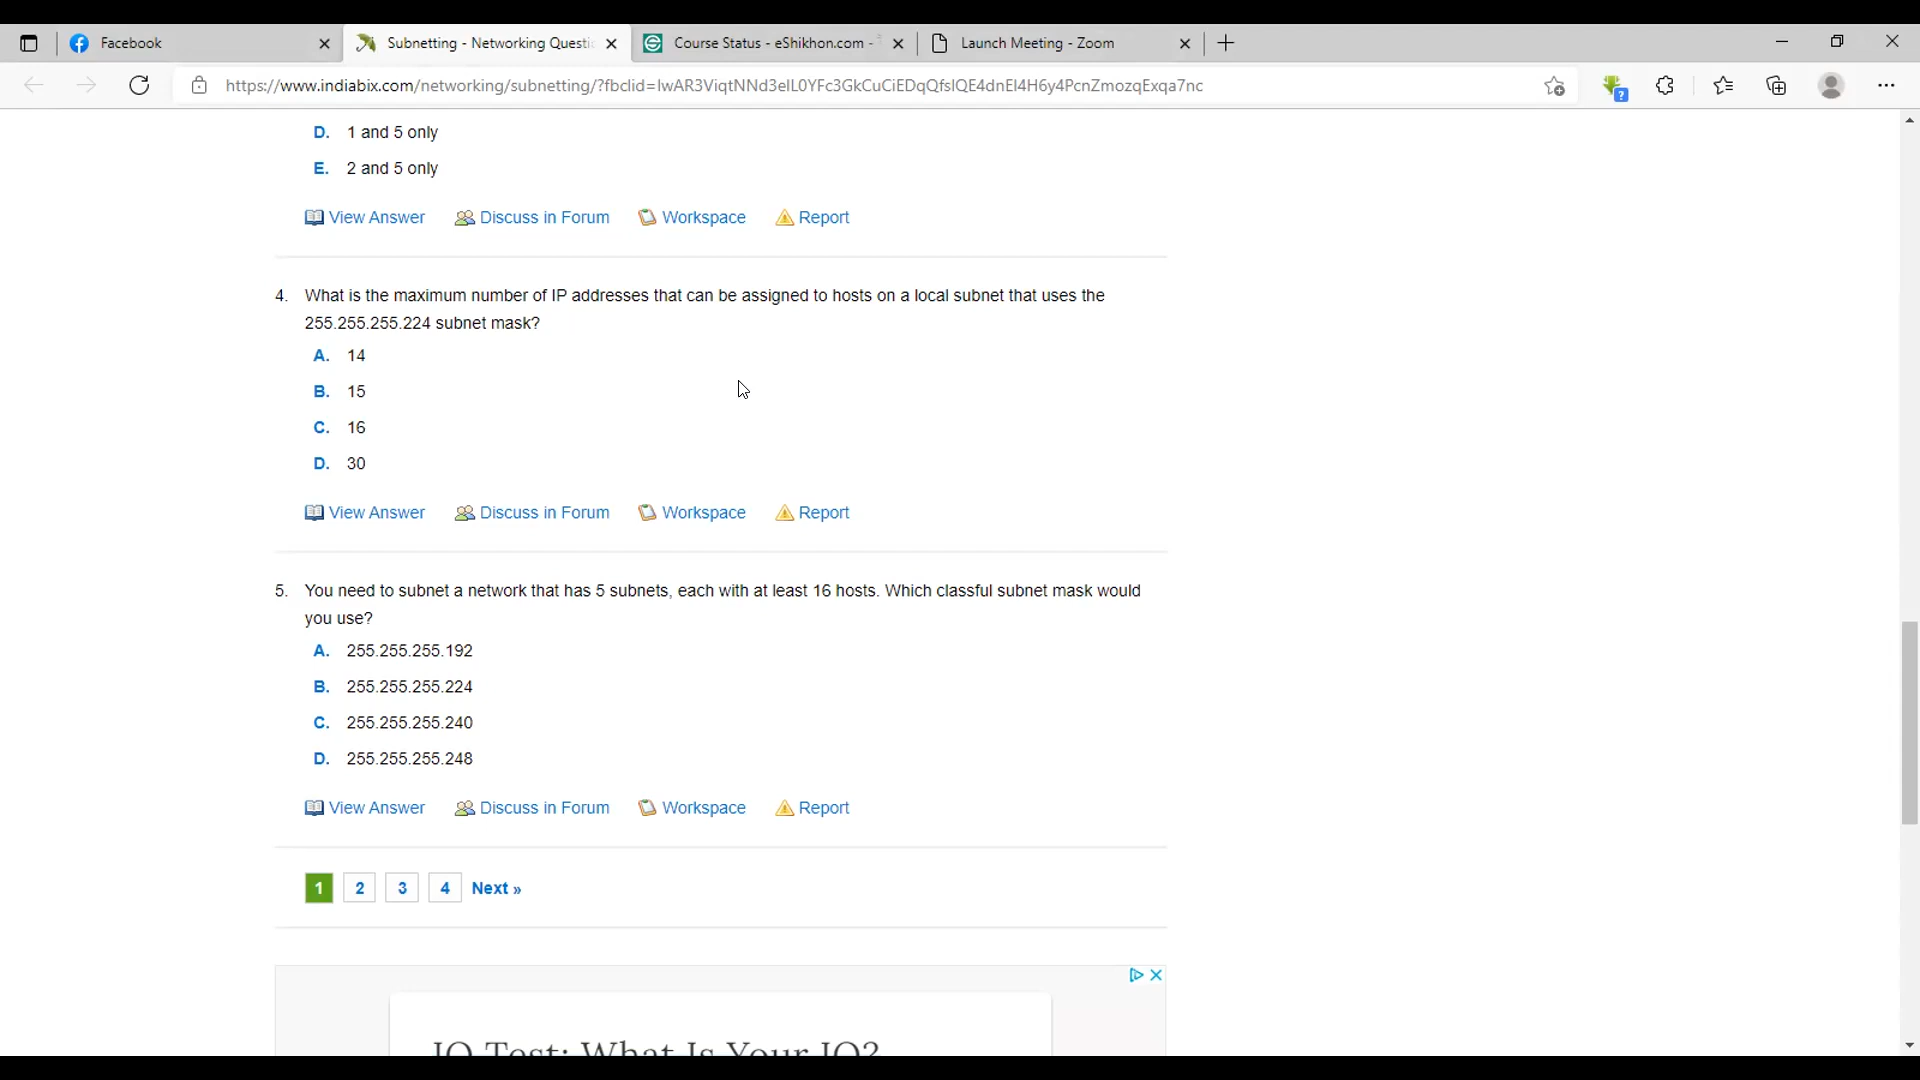 Facebook
Subnetting - Networking Questi
Course Status - eShikhon.com -
Launch Meeting - Zoom
https://www.indiabix.com/networking/subnetting/?fbclid=IwAR3ViqtNNd3eIL0YFc3GkCuCiEDqQfsIQE4dnEI4H6y4PcnZmozqExqa7nc
D. 1 and 5 only
E. 2 and 5 only
View Answer Discuss in Forum Workspace Report
4. What is the maximum number of IP addresses that can be assigned to hosts on a local subnet that uses the
255.255.255.224 subnet mask?
A. 14
B. 15
C. 16
D. 30
View Answer Discuss in Forum Workspace Report
5. You need to subnet a network that has 5 subnets, each with at least 16 hosts. Which classful subnet mask would
you use?
A. 255.255.255.192
B. 255.255.255.224
C. 255.255.255.240
D. 255.255.255.248
View Answer Discuss in Forum Workspace Report
1 2 3 4 Next »
IQ Test: What Is Your IQ?